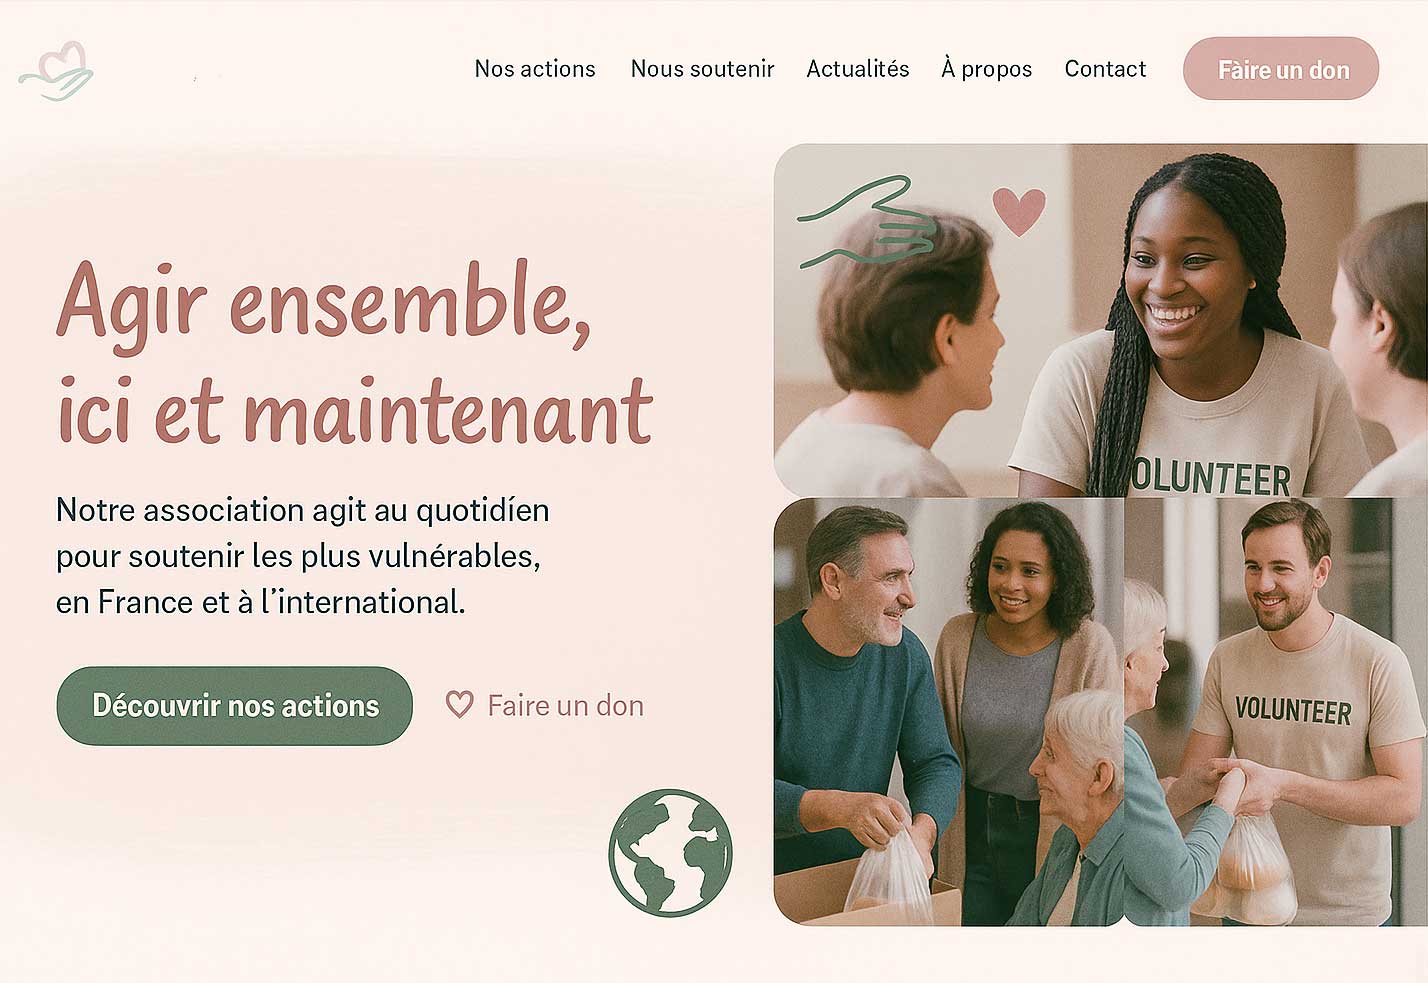 Nos actions
Nous soutenir
Actualités
À propos
Contact
Fàire un don
Agir ensemble,
ici et maintenant
Notre association agit au quotidíen
pour soutenir les plus vulnérables,
en France et à l'international.
Découvrir nos actions
Faire un don
OLUNTEER
VOLUNTEER